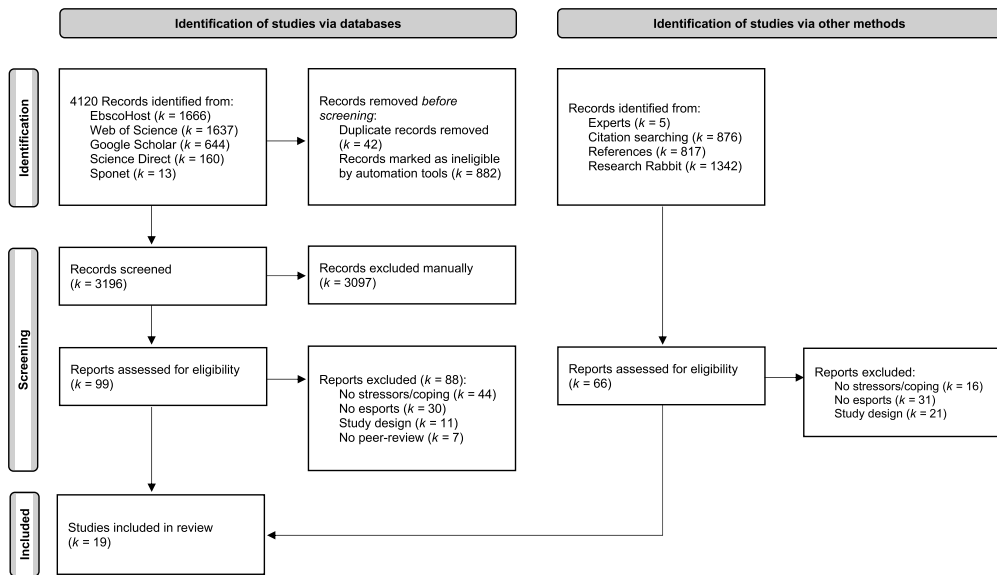 Identification of studies via databases
Identification of studies via other methods
Identification
4120 Records identified from:
EbscoHost (k = 1666)
Web of Science (k = 1637)
Google Scholar (k = 644)
Science Direct (k = 160)
Sponet (k = 13)
Records removed before
screening:
Duplicate records removed
(k = 42)
Records marked as ineligible
by automation tools (k = 882)
Records identified from:
Experts (k = 5)
Citation searching (k = 876)
References (k = 817)
Research Rabbit (k = 1342)
Screening
Records screened
(k = 3196)
Records excluded manually
(k = 3097)
Reports assessed for eligibility
(k = 99)
Reports excluded (k = 88):
No stressors/coping (k = 44)
No esports (k = 30)
Study design (k = 11)
No peer-review (k = 7)
Reports assessed for eligibility
(k = 66)
Reports excluded:
No stressors/coping (k = 16)
No esports (k = 31)
Study design (k = 21)
Included
Studies included in review
(k = 19)